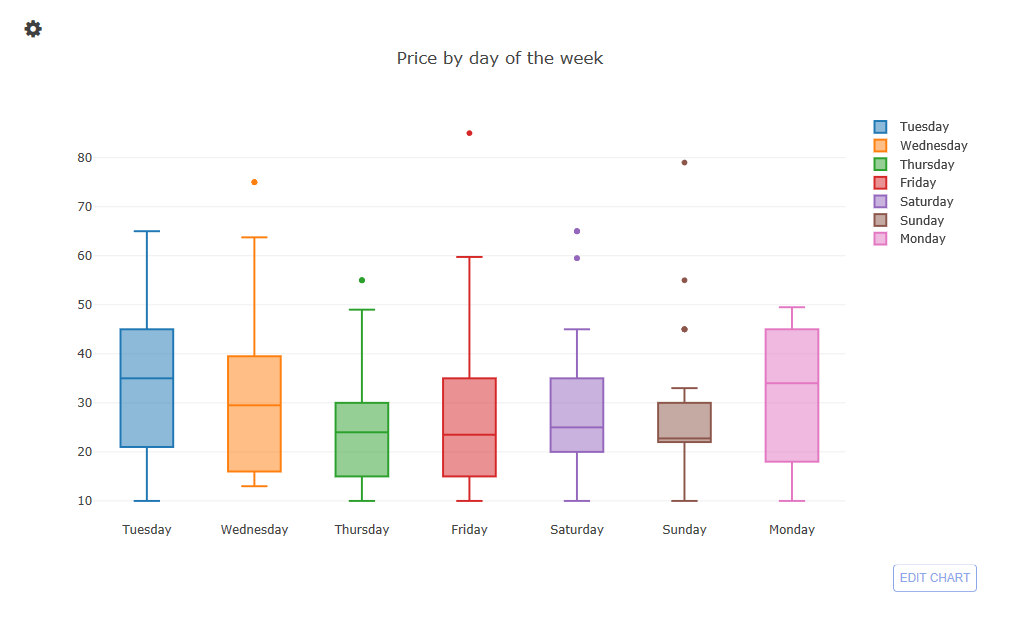 Price by day of the week
Tuesday
Wednesday
Thursday
Friday
Saturday
Sunday
Monday
80
70
60
50
40
30
20
10
Tuesday Wednesday Thursday Friday Saturday Sunday Monday
EDIT CHART